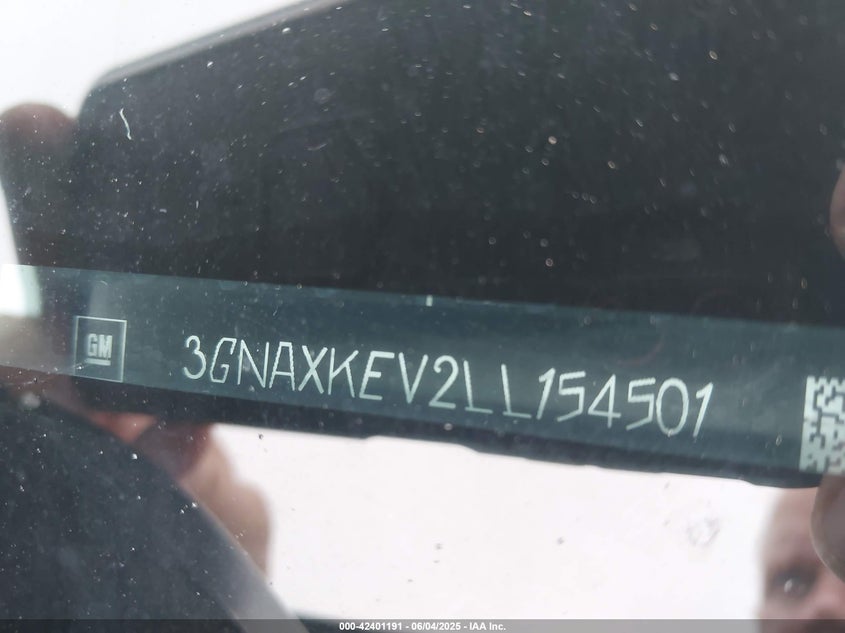 GM
3GNAXKEV2LL154501
000-42401191 - 06/04/2025 - IAA Inc.